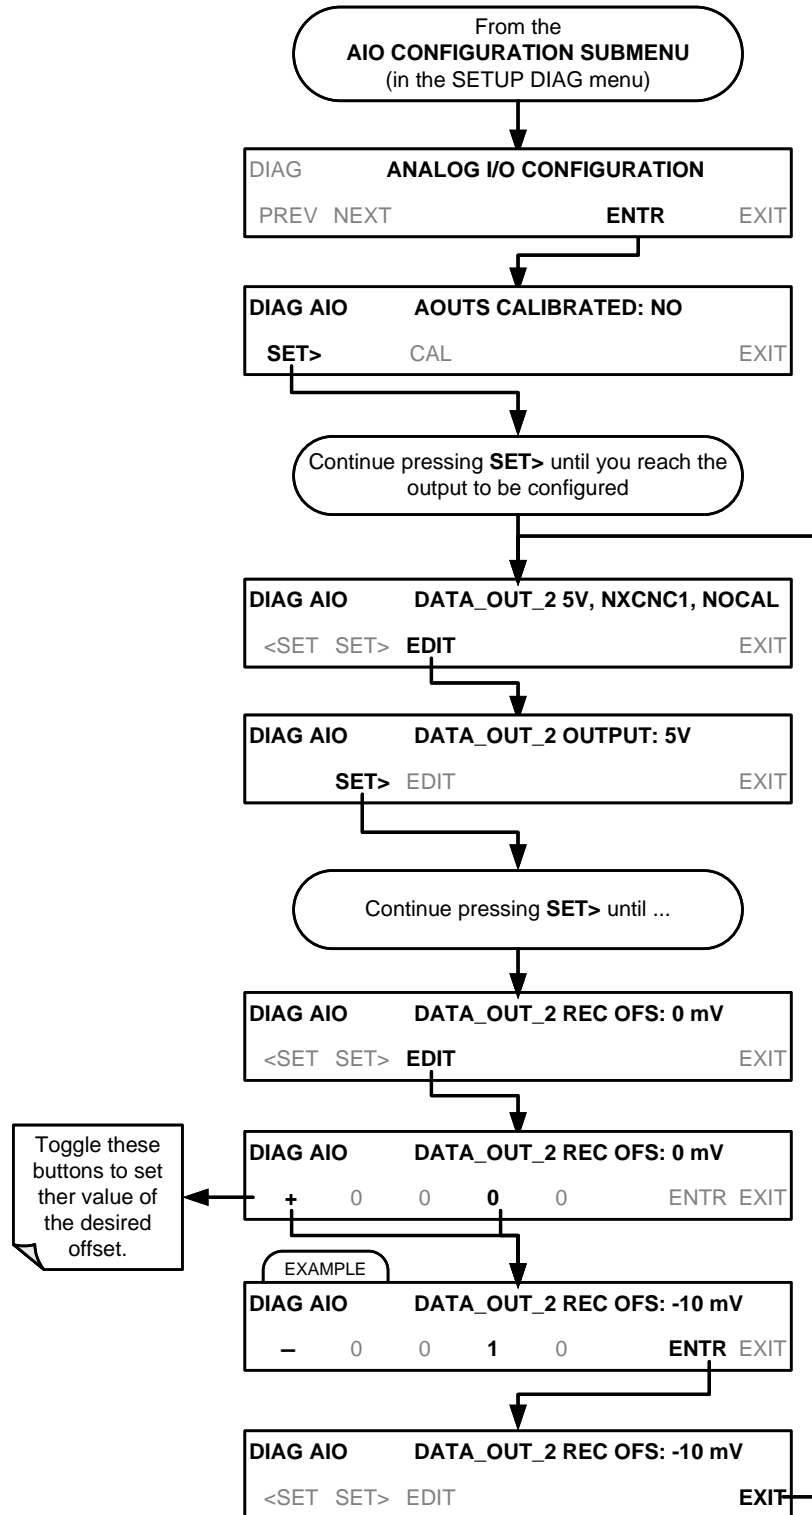 From the
AIO CONFIGURATION SUBMENU
(in the SETUP DIAG menu)
DIAG ANALOG I/O CONFIGURATION
PREV NEXT ENTR EXIT
DIAG AIO AOUTS CALIBRATED: NO
SET> CAL EXIT
Continue pressing SET> until you reach the
output to be configured
DIAG AIO DATA_OUT_2 5V, NXCNC1, NOCAL
<SET SET> EDIT EXIT
DIAG AIO DATA_OUT_2 OUTPUT: 5V
SET> EDIT EXIT
Continue pressing SET> until ...
DIAG AIO DATA_OUT_2 REC OFS: 0 mV
<SET SET> EDIT EXIT
Toggle these
buttons to set
ther value of
the desired
offset.
DIAG AIO DATA_OUT_2 REC OFS: 0 mV
+ 0 0 0 0 ENTR EXIT
EXAMPLE
DIAG AIO DATA_OUT_2 REC OFS: -10 mV
– 0 0 1 0 ENTR EXIT
DIAG AIO DATA_OUT_2 REC OFS: -10 mV
<SET SET> EDIT EXIT